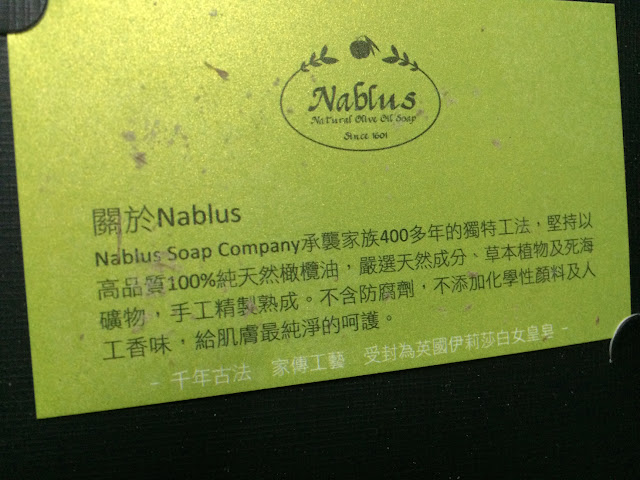 Nablus
Natural Olive Oil Soap
Since 1601
關於Nablus
Nablus Soap Company承襲家族400多年的獨特工法，堅持以
高品質100%純天然橄欖油，嚴選天然成分、草本植物及死海
礦物，手工精製熟成。不含防腐劑，不添加化學性顏料及人
工香味，給肌膚最純淨的呵護。
- 千年古法　家傳工藝　受封為英國伊莉莎白女皇皂 -